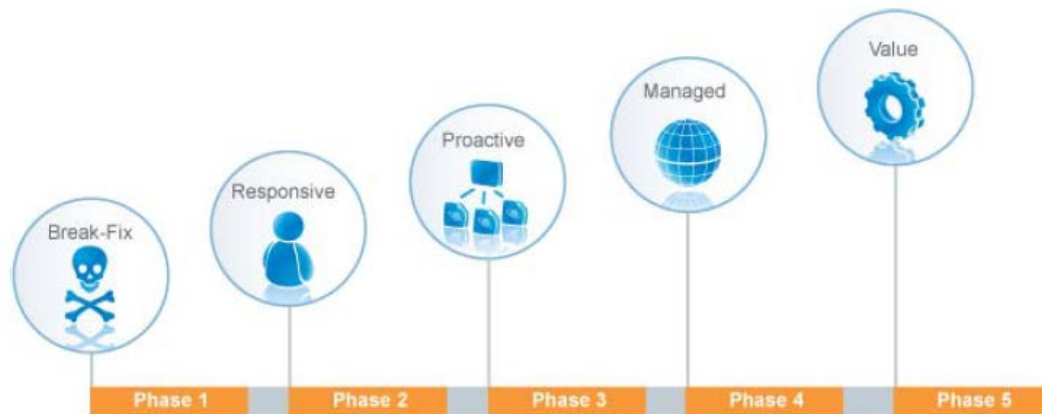 Value
Managed
Proactive
Responsive
Break-Fix
Phase 1
Phase 2
Phase 3
Phase 4
Phase 5